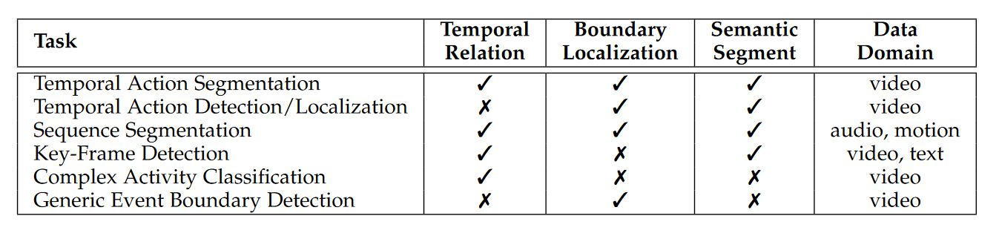 Task Temporal Relation Boundary Localization Semantic Segment Data Domain
Temporal Action Segmentation ✓ ✓ ✓ video
Temporal Action Detection/Localization ✗ ✓ ✓ video
Sequence Segmentation ✓ ✓ ✓ audio, motion
Key-Frame Detection ✓ ✗ ✓ video, text
Complex Activity Classification ✓ ✗ ✗ video
Generic Event Boundary Detection ✗ ✓ ✗ video